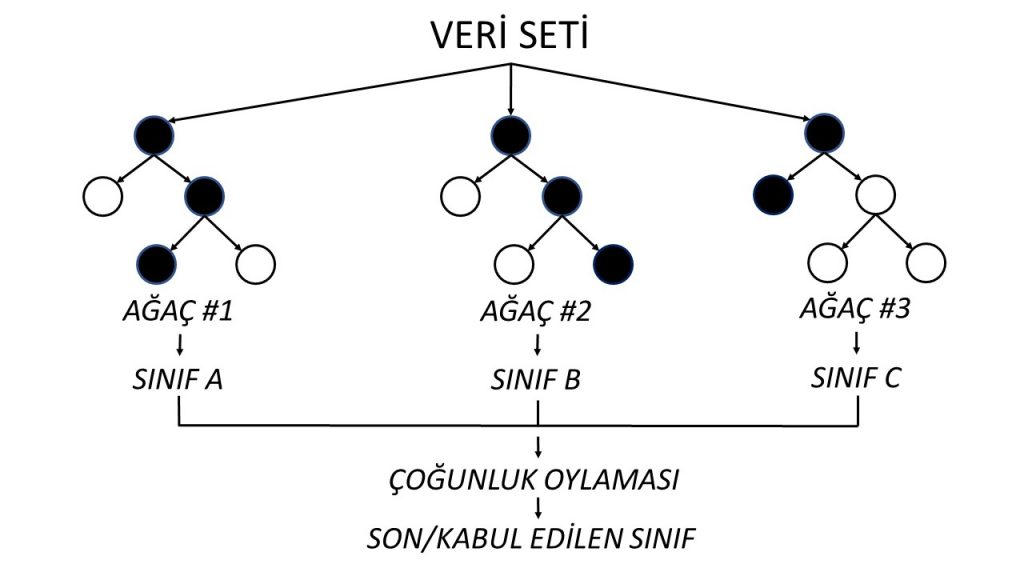 VERİ SETİ
AĞAÇ #1
AĞAÇ #2
AĞAÇ #3
SINIF A
SINIF B
SINIF C
ÇOĞUNLUK OYLAMASI
SON/KABUL EDİLEN SINIF